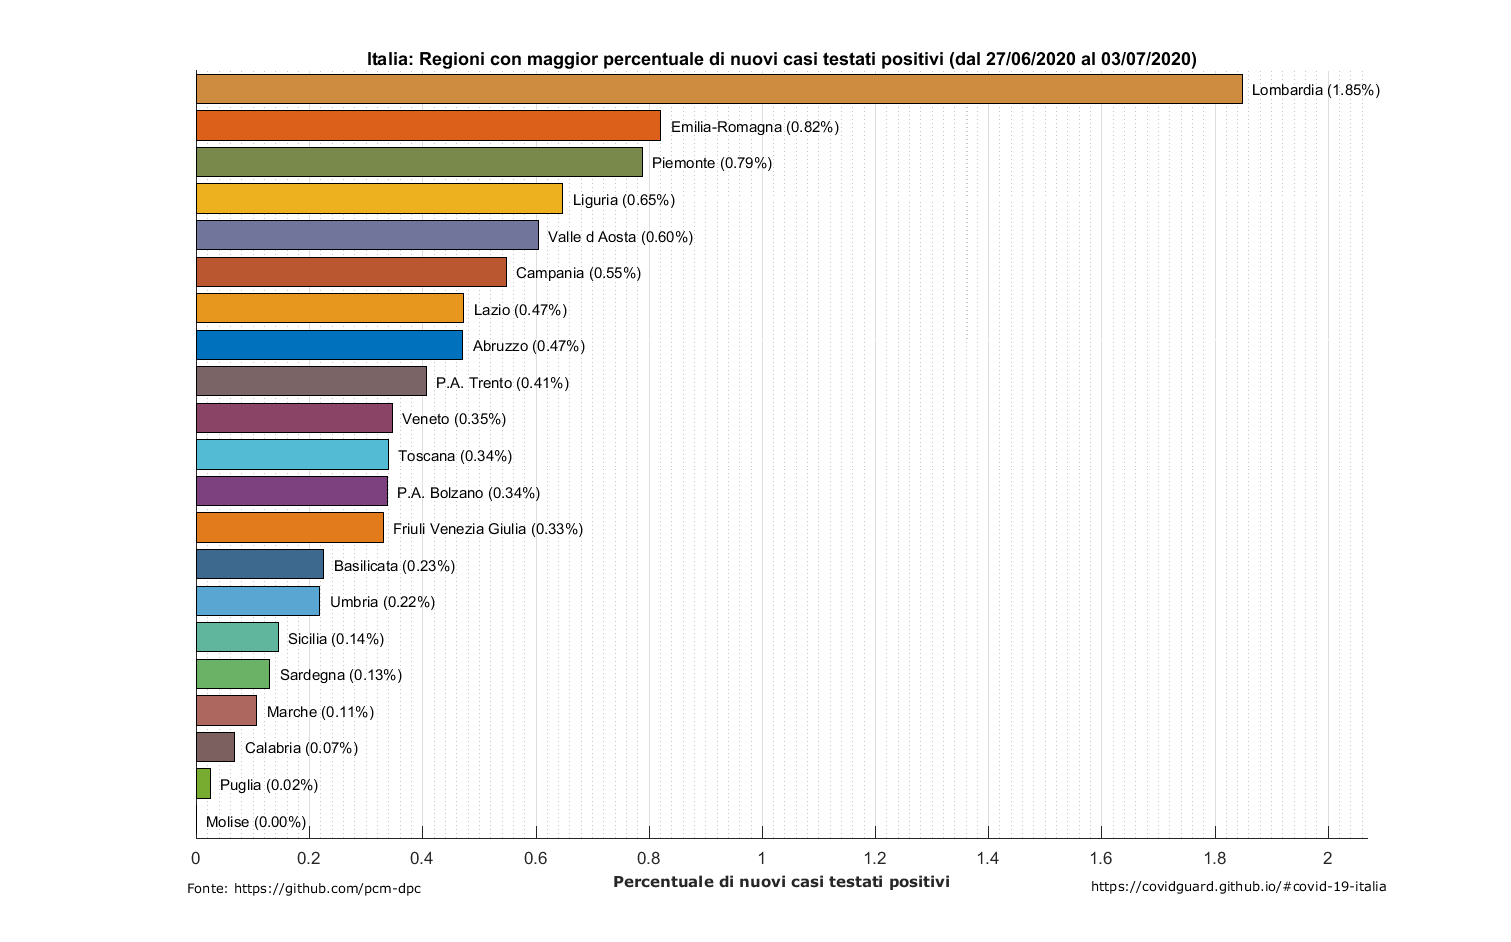 Italia: Regioni con maggior percentuale di nuovi casi testati positivi (dal 27/06/2020 al 03/07/2020)
Lombardia (1.85%)
Emilia-Romagna (0.82%)
Piemonte (0.79%)
Liguria (0.65%)
Valle d Aosta (0.60%)
Campania (0.55%)
Lazio (0.47%)
Abruzzo (0.47%)
P.A. Trento (0.41%)
Veneto (0.35%)
Toscana (0.34%)
P.A. Bolzano (0.34%)
Friuli Venezia Giulia (0.33%)
Basilicata (0.23%)
Umbria (0.22%)
Sicilia (0.14%)
Sardegna (0.13%)
Marche (0.11%)
Calabria (0.07%)
Puglia (0.02%)
Molise (0.00%)
0 0.2 0.4 0.6 0.8 1 1.2 1.4 1.6 1.8 2
Percentuale di nuovi casi testati positivi
Fonte: https://github.com/pcm-dpc
https://covidguard.github.io/#covid-19-italia